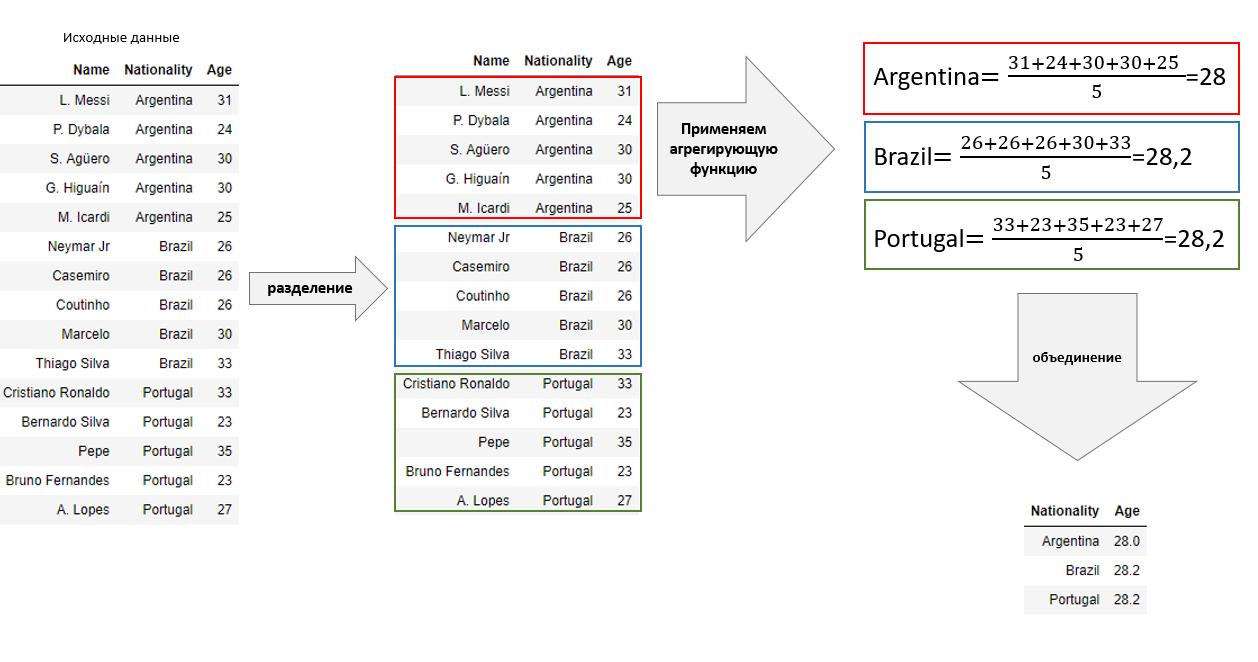 Исходные данные
Name Nationality Age
L. Messi Argentina 31
P. Dybala Argentina 24
S. Agüero Argentina 30
G. Higuaín Argentina 30
M. Icardi Argentina 25
Neymar Jr Brazil 26
Casemiro Brazil 26
Coutinho Brazil 26
Marcelo Brazil 30
Thiago Silva Brazil 33
Cristiano Ronaldo Portugal 33
Bernardo Silva Portugal 23
Pepe Portugal 35
Bruno Fernandes Portugal 23
A. Lopes Portugal 27
разделение
Name Nationality Age
L. Messi Argentina 31
P. Dybala Argentina 24
S. Agüero Argentina 30
G. Higuaín Argentina 30
M. Icardi Argentina 25
Neymar Jr Brazil 26
Casemiro Brazil 26
Coutinho Brazil 26
Marcelo Brazil 30
Thiago Silva Brazil 33
Cristiano Ronaldo Portugal 33
Bernardo Silva Portugal 23
Pepe Portugal 35
Bruno Fernandes Portugal 23
A. Lopes Portugal 27
Применяем
агрегирующую
функцию
31+24+30+30+25
Argentina= =28
5
26+26+26+30+33
Brazil= =28,2
5
33+23+35+23+27
Portugal= =28,2
5
объединение
Nationality Age
Argentina 28.0
Brazil 28.2
Portugal 28.2